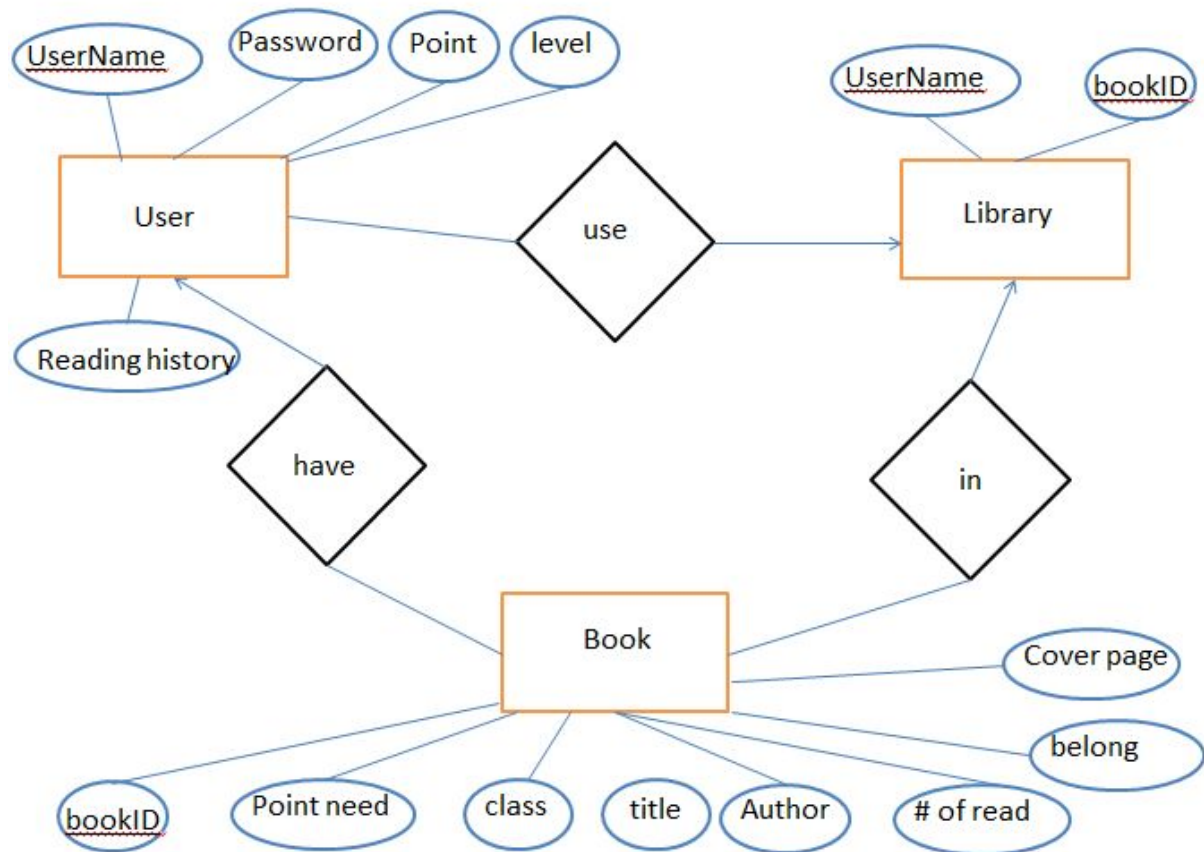 UserName
Password
Point
level
UserName
bookID
User
use
Library
Reading history
have
in
Book
Cover page
belong
bookID
Point need
class
title
Author
# of read